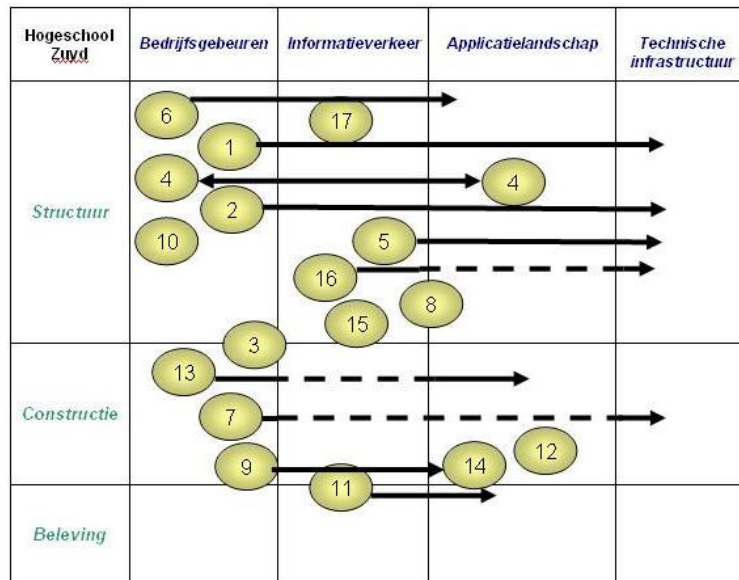 Hogeschool
Zuyd
Bedrijfsgebeuren
Informatieverkeer
Applicatielandschap
Technische
infrastructuur
Structuur
6
17
1
4
4
2
10
5
16
8
15
3
Constructie
13
7
9
14
12
11
Beleving